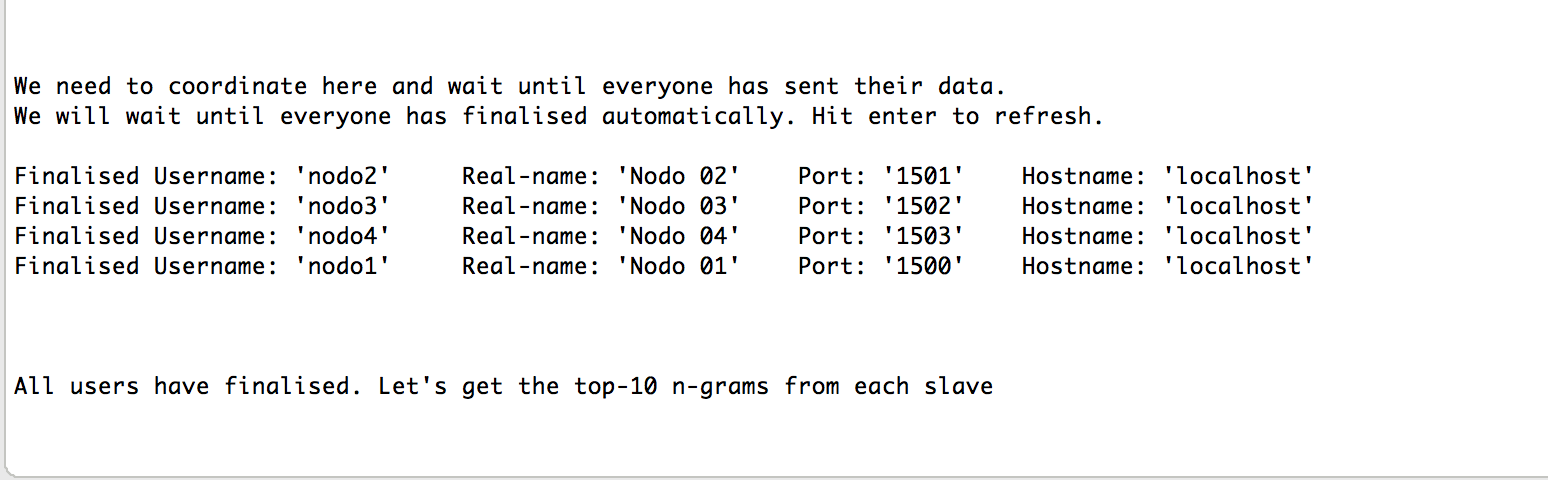 We need to coordinate here and wait until everyone has sent their data.
We will wait until everyone has finalised automatically. Hit enter to refresh.
Finalised Username: 'nodo2'     Real-name: 'Nodo 02'    Port: '1501'    Hostname: 'localhost'
Finalised Username: 'nodo3'     Real-name: 'Nodo 03'    Port: '1502'    Hostname: 'localhost'
Finalised Username: 'nodo4'     Real-name: 'Nodo 04'    Port: '1503'    Hostname: 'localhost'
Finalised Username: 'nodo1'     Real-name: 'Nodo 01'    Port: '1500'    Hostname: 'localhost'
All users have finalised. Let's get the top-10 n-grams from each slave